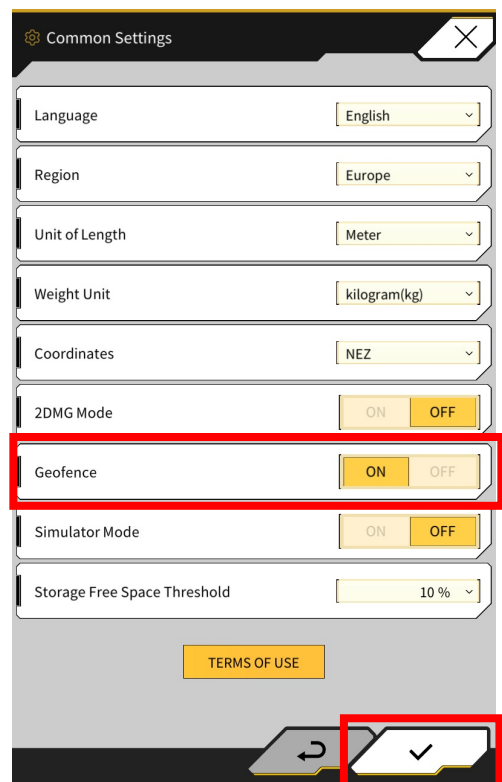 Common Settings
Language English
Region Europe
Unit of Length Meter
Weight Unit kilogram(kg)
Coordinates NEZ
2DMG Mode ON OFF
Geofence ON OFF
Simulator Mode ON OFF
Storage Free Space Threshold 10 %
TERMS OF USE